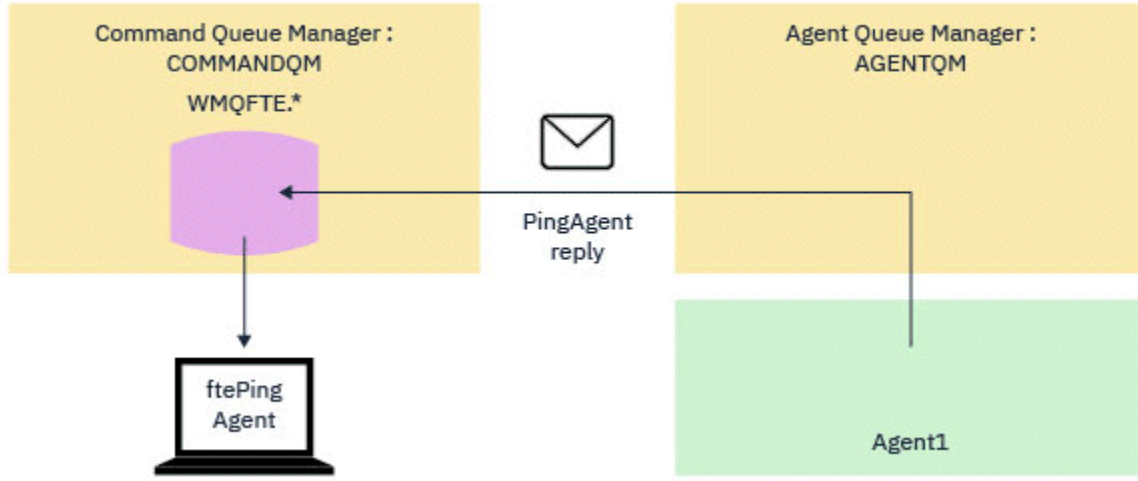 Command Queue Manager :
COMMANDQM
WMQFTE.*
Agent Queue Manager :
AGENTQM
PingAgent
reply
ftePing
Agent
Agent1